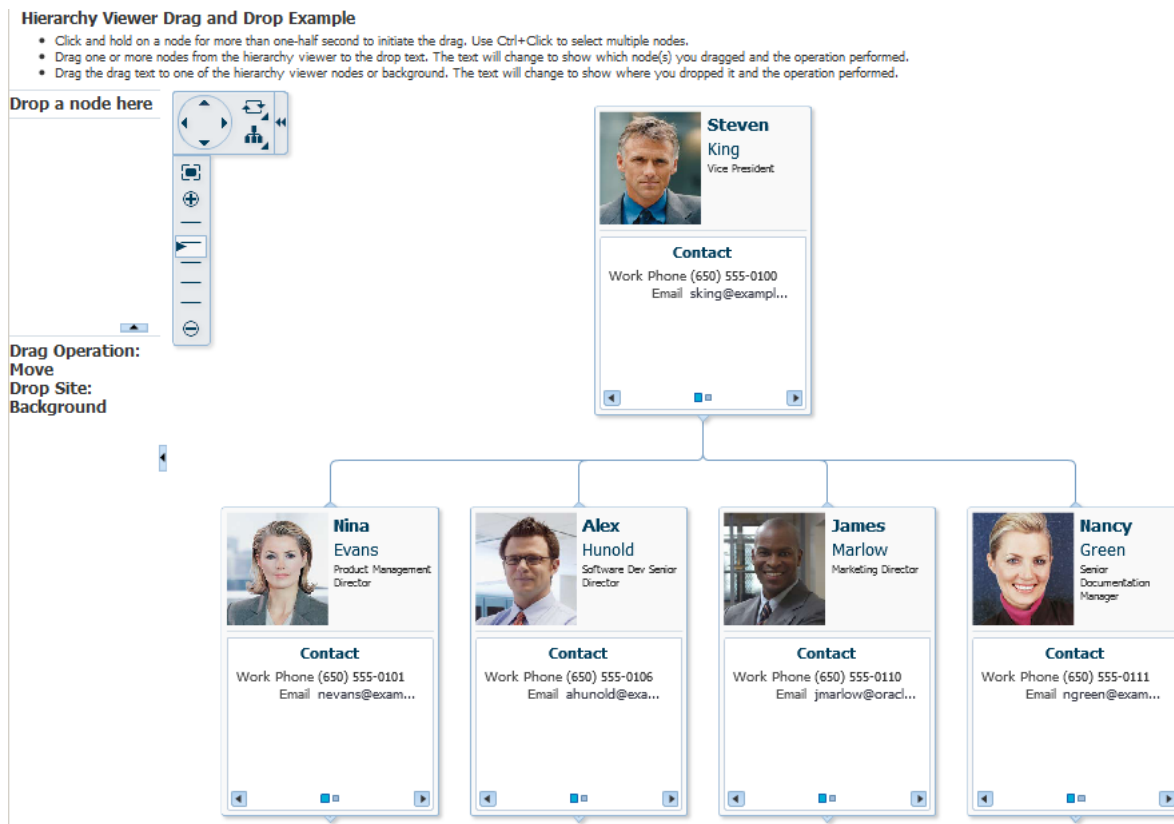 Hierarchy Viewer Drag and Drop Example
• Click and hold on a node for more than one-half second to initiate the drag. Use Ctrl+Click to select multiple nodes.
• Drag one or more nodes from the hierarchy viewer to the drop text. The text will change to show which node(s) you dragged and the operation performed.
• Drag the drag text to one of the hierarchy viewer nodes or background. The text will change to show where you dropped it and the operation performed.
Drop a node here
Drag Operation:
Move
Drop Site:
Background
Steven
King
Vice President
Contact
Work Phone (650) 555-0100
Email sking@exampl...
Nina
Evans
Product Management
Director
Contact
Work Phone (650) 555-0101
Email nevans@exam...
Alex
Hunold
Software Dev Senior
Director
Contact
Work Phone (650) 555-0106
Email ahunold@exa...
James
Marlow
Marketing Director
Contact
Work Phone (650) 555-0110
Email jmarlow@oracl...
Nancy
Green
Senior
Documentation
Manager
Contact
Work Phone (650) 555-0111
Email ngreen@exam...